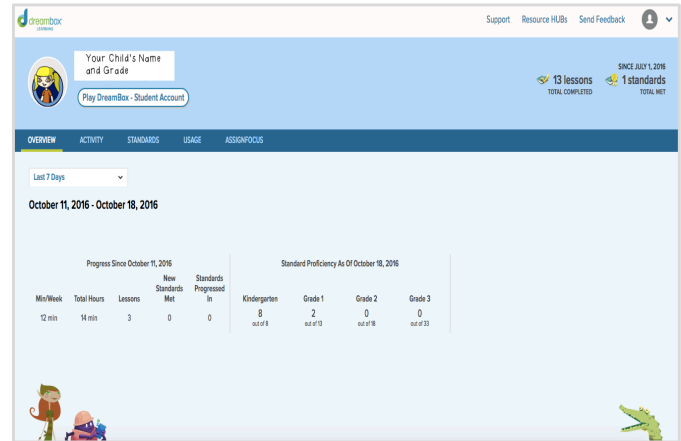 dreambox
LEARNING
Support Resource HUBs Send Feedback
Your Child's Name
and Grade
Play DreamBox - Student Account
SINCE JULY 1, 2016
13 lessons 1 standards
TOTAL COMPLETED TOTAL MET
OVERVIEW ACTIVITY STANDARDS USAGE ASSIGNFOCUS
Last 7 Days
October 11, 2016 - October 18, 2016
Progress Since October 11, 2016 Standard Proficiency As Of October 18, 2016
Min/Week Total Hours Lessons New Standards Met Standards Progressed In Kindergarten Grade 1 Grade 2 Grade 3
12 min 14 min 3 0 0 8 2 0 0
out of 8 out of 13 out of 18 out of 33